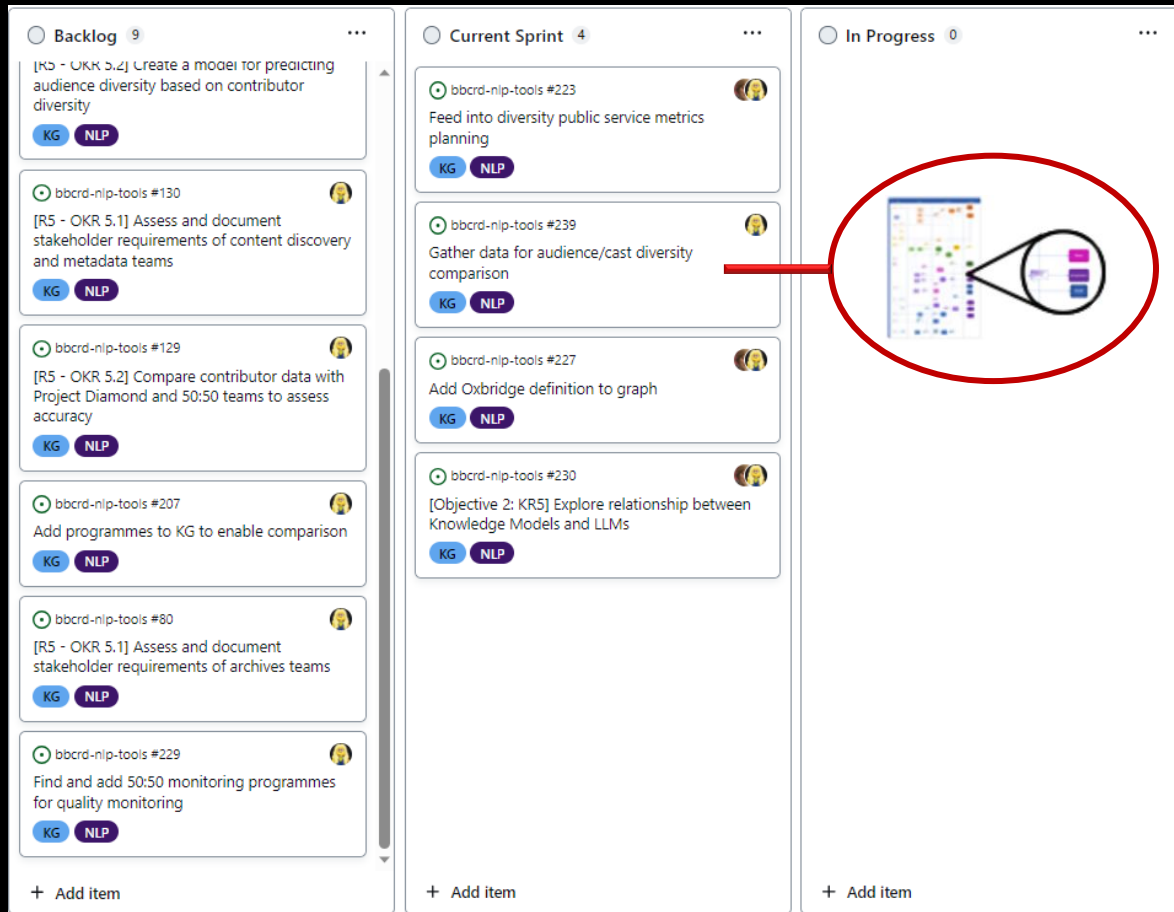 Backlog 9
[R5 - OKR 5.2] Create a model for predicting
audience diversity based on contributor
diversity
KG NLP
bbcrd-nlp-tools #130
[R5 - OKR 5.1] Assess and document
stakeholder requirements of content discovery
and metadata teams
KG NLP
bbcrd-nlp-tools #129
[R5 - OKR 5.2] Compare contributor data with
Project Diamond and 50:50 teams to assess
accuracy
KG NLP
bbcrd-nlp-tools #207
Add programmes to KG to enable comparison
KG NLP
bbcrd-nlp-tools #80
[R5 - OKR 5.1] Assess and document
stakeholder requirements of archives teams
KG NLP
bbcrd-nlp-tools #229
Find and add 50:50 monitoring programmes
for quality monitoring
KG NLP
+ Add item
Current Sprint 4
bbcrd-nlp-tools #223
Feed into diversity public service metrics
planning
KG NLP
bbcrd-nlp-tools #239
Gather data for audience/cast diversity
comparison
KG NLP
bbcrd-nlp-tools #227
Add Oxbridge definition to graph
KG NLP
bbcrd-nlp-tools #230
[Objective 2: KR5] Explore relationship between
Knowledge Models and LLMs
KG NLP
+ Add item
In Progress 0
+ Add item